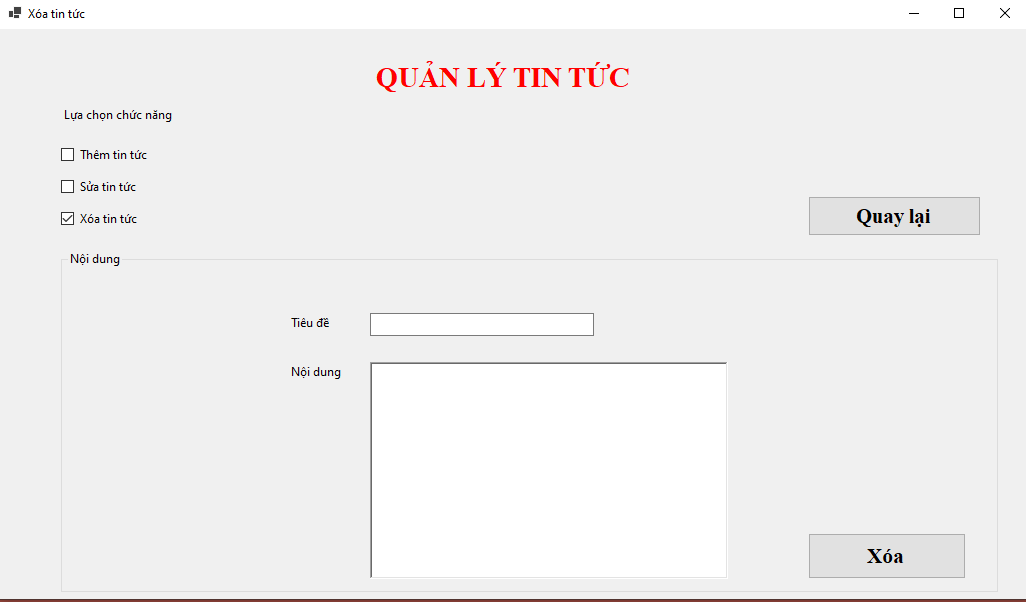 Xóa tin tức
QUẢN LÝ TIN TỨC
Lựa chọn chức năng
Thêm tin tức
Sửa tin tức
Xóa tin tức
Quay lại
Nội dung
Tiêu đề
Nội dung
Xóa